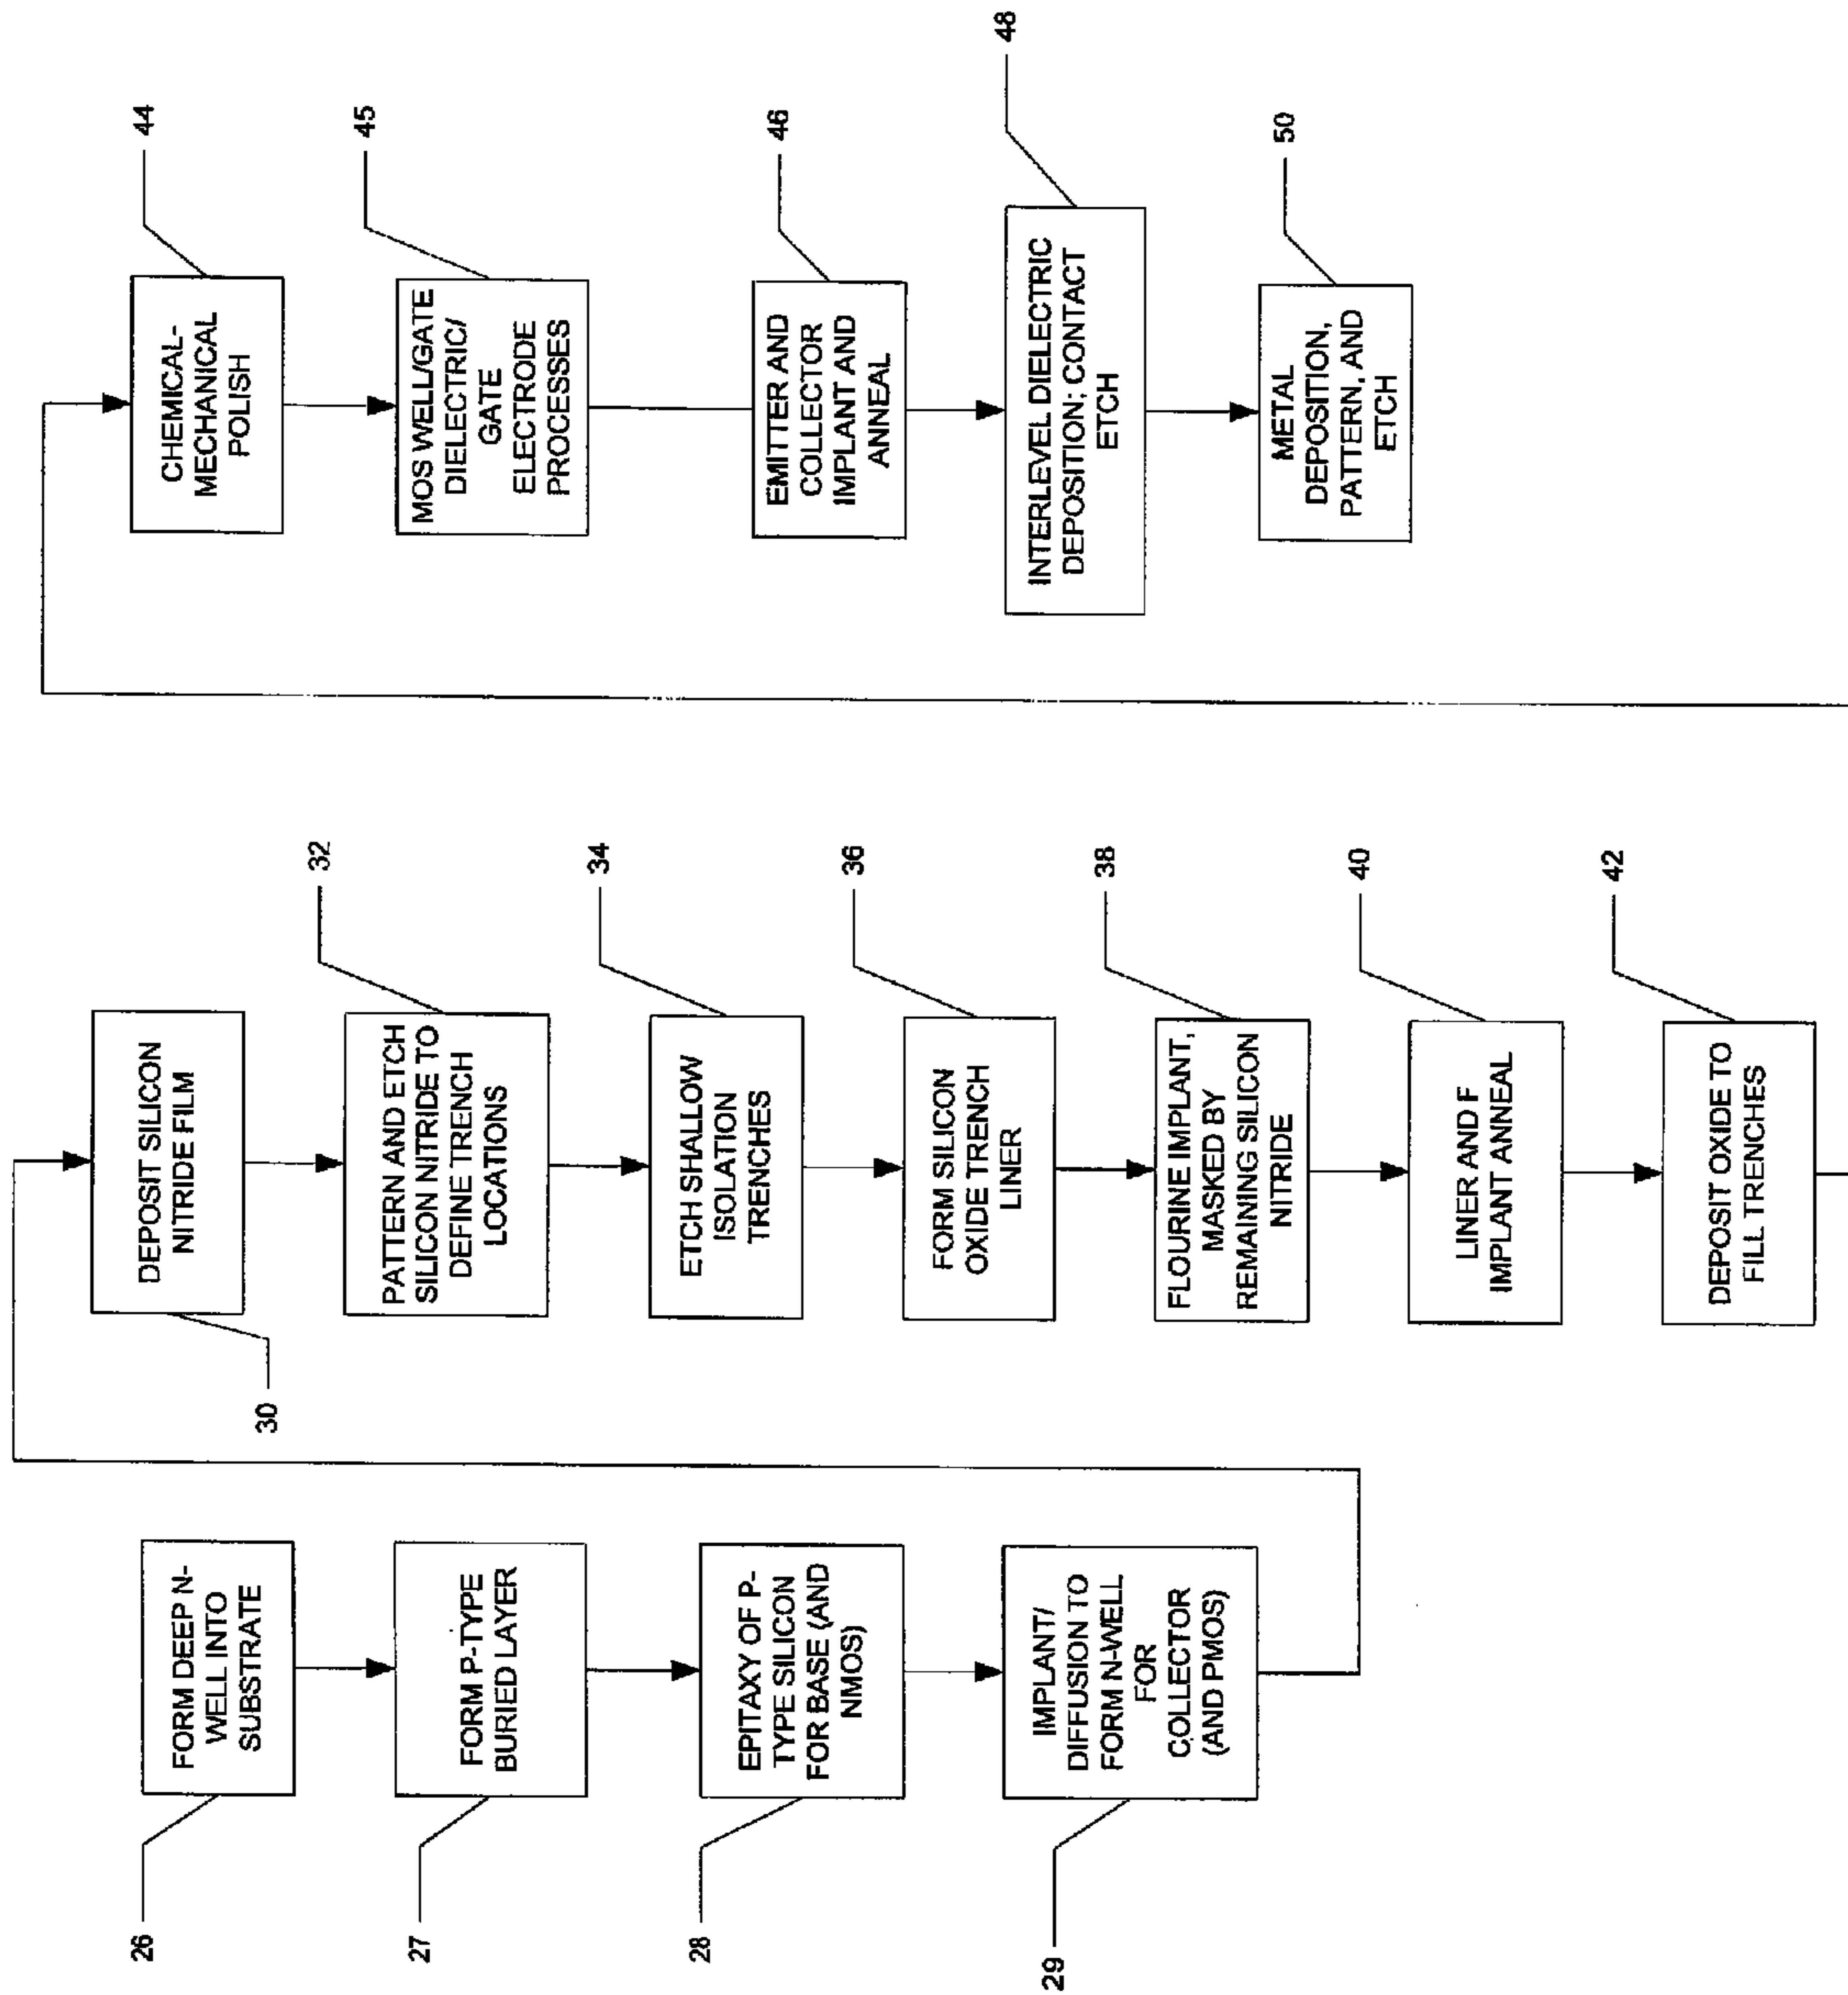 26
FORM DEEP N-
WELL INTO
SUBSTRATE
27
FORM P-TYPE
BURIED LAYER
28
EPITAXY OF P-
TYPE SILICON
FOR BASE (AND
NMOS)
29
IMPLANT/
DIFFUSION TO
FORM N-WELL
FOR
COLLECTOR
(AND PMOS)
30
DEPOSIT SILICON
NITRIDE FILM
32
PATTERN AND ETCH
SILICON NITRIDE TO
DEFINE TRENCH
LOCATIONS
34
ETCH SHALLOW
ISOLATION
TRENCHES
36
FORM SILICON
OXIDE TRENCH
LINER
38
FLOURINE IMPLANT,
MASKED BY
REMAINING SILICON
NITRIDE
40
LINER AND F
IMPLANT ANNEAL
42
DEPOSIT OXIDE TO
FILL TRENCHES
44
CHEMICAL-
MECHANICAL
POLISH
45
MOS WELL/GATE
DIELECTRIC/
GATE
ELECTRODE
PROCESSES
46
EMITTER AND
COLLECTOR
IMPLANT AND
ANNEAL
48
INTERLEVEL DIELECTRIC
DEPOSITION; CONTACT
ETCH
50
METAL
DEPOSITION,
PATTERN, AND
ETCH